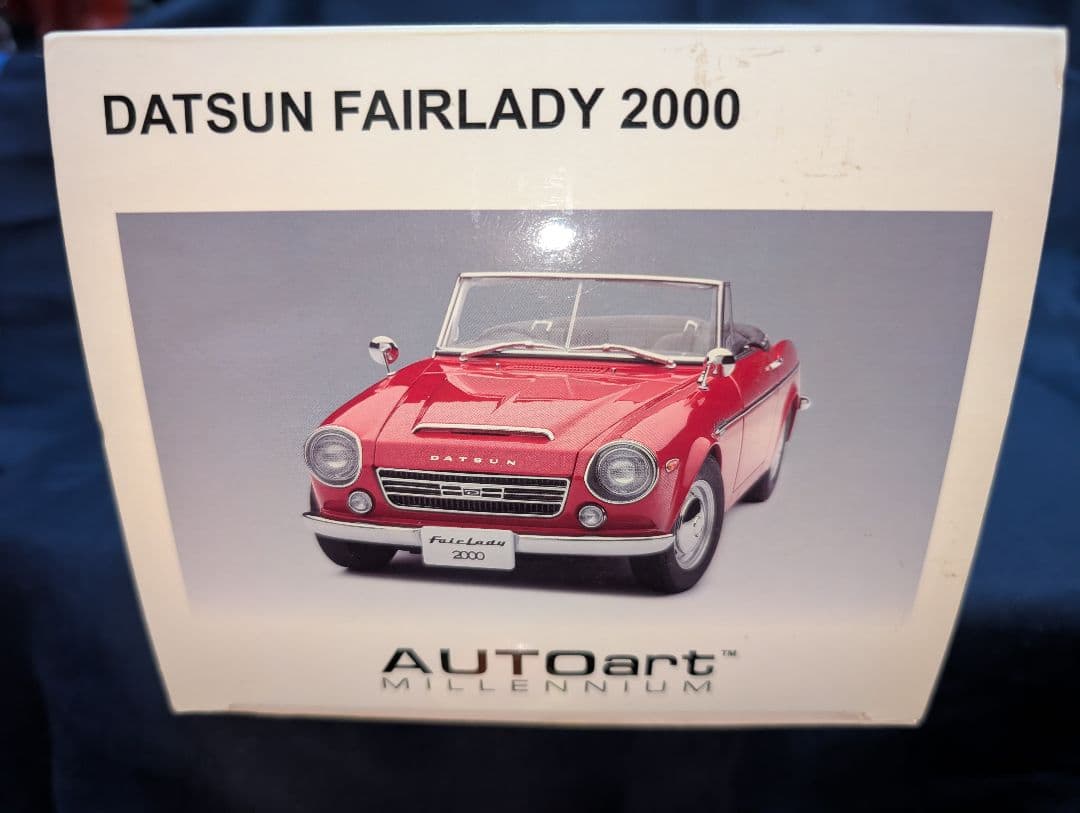 DATSUN FAIRLADY 2000
DATSUN
FairLady
2000
AUTOart™
MILLENNIUM